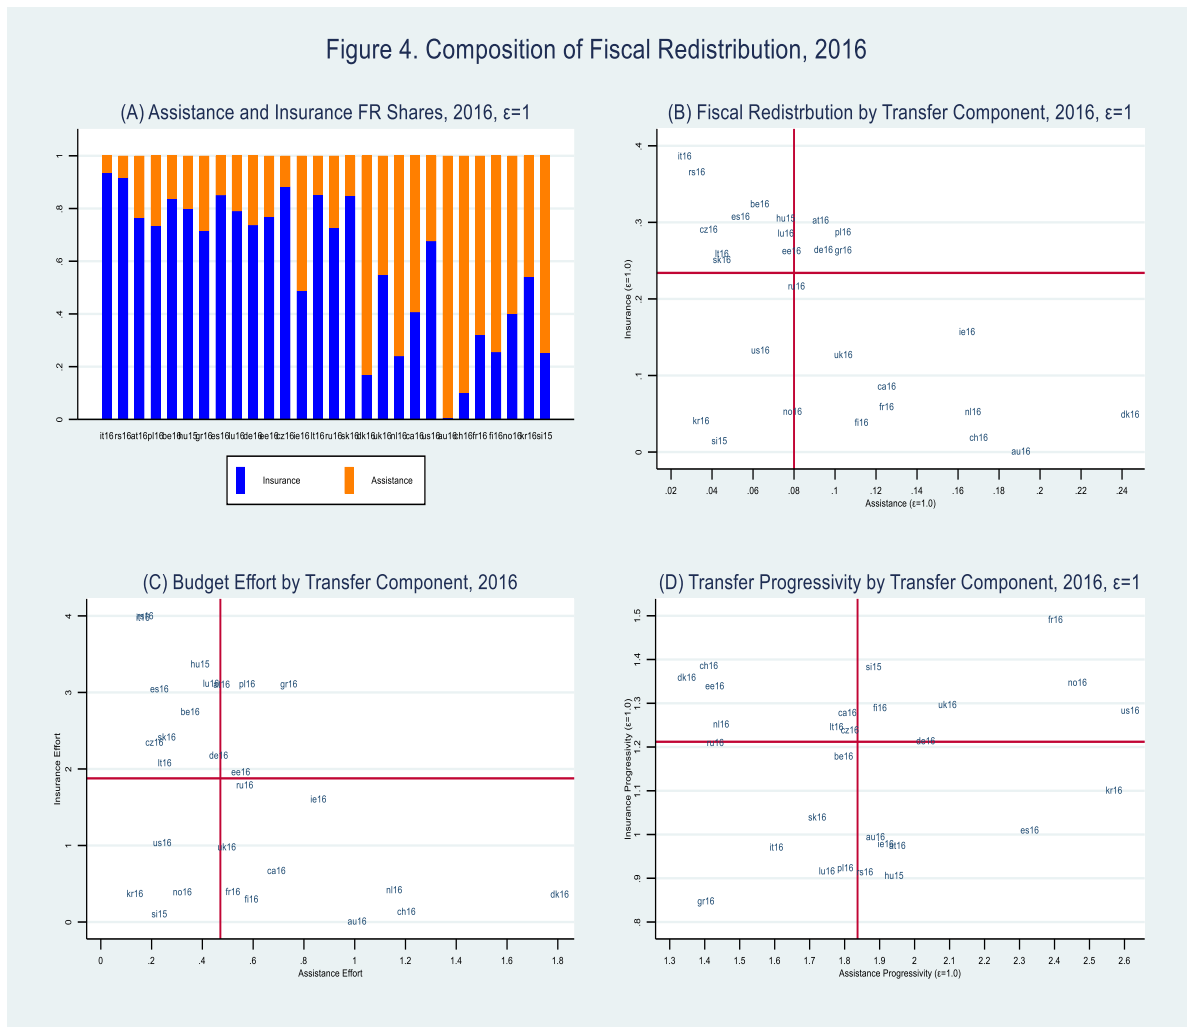 Figure 4. Composition of Fiscal Redistribution, 2016
(A) Assistance and Insurance FR Shares, 2016, ε=1
1
.8
.6
.4
.2
0
it16 rs16 at16 pl16 be16 hu15 gr16 es16 lu16 de16 ee16 cz16 ie16 lt16 ru16 sk16 dk16 uk16 nl16 ca16 us16 au16 ch16 fr16 fi16 no16 kr16 si15
Insurance
Assistance
(B) Fiscal Redistrbution by Transfer Component, 2016, ε=1
Insurance (ε=1.0)
.4
.3
.2
.1
0
it16
rs16
be16
es16
hu15
at16
cz16
lu16
pl16
lt16
sk16
ee16
de16
gr16
ru16
us16
uk16
ie16
ca16
fr16
kr16
no16
fi16
nl16
dk16
si15
ch16
au16
.02 .04 .06 .08 .1 .12 .14 .16 .18 .2 .22 .24
Assistance (ε=1.0)
(C) Budget Effort by Transfer Component, 2016
Insurance Effort
4
3
2
1
0
rs16
it16
hu15
es16
lu16
at16
pl16
gr16
be16
sk16
cz16
lt16
de16
ee16
ru16
ie16
us16
uk16
ca16
kr16
no16
fr16
fi16
nl16
dk16
si15
ch16
au16
0 .2 .4 .6 .8 1 1.2 1.4 1.6 1.8
Assistance Effort
(D) Transfer Progressivity by Transfer Component, 2016, ε=1
Insurance Progressivity (ε=1.0)
1.5
1.4
1.3
1.2
1.1
1
.9
.8
fr16
ch16
si15
dk16
ee16
no16
ca16
fi16
uk16
us16
nl16
lt16
cz16
ru16
de16
be16
kr16
sk16
es16
it16
au16
ie16
at16
lu16
pl16
rs16
hu15
gr16
1.3 1.4 1.5 1.6 1.7 1.8 1.9 2 2.1 2.2 2.3 2.4 2.5 2.6
Assistance Progressivity (ε=1.0)